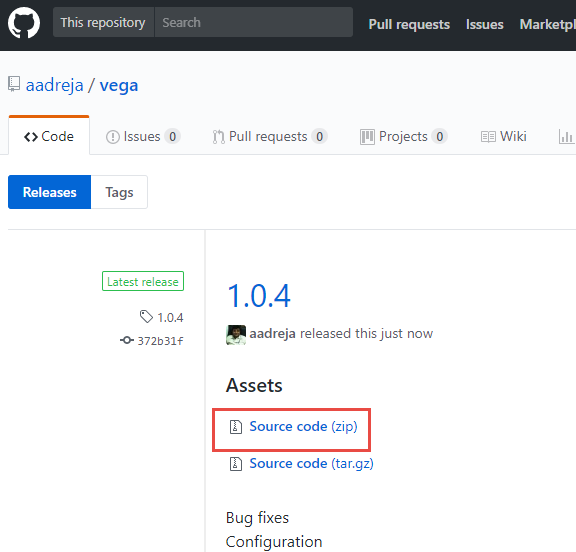 This repository Search Pull requests Issues Marketpl
aadreja / vega
Code Issues 0 Pull requests 0 Projects 0 Wiki
Releases Tags
Latest release
1.0.4
372b31f
1.0.4
aadreja released this just now
Assets
Source code (zip)
Source code (tar.gz)
Bug fixes
Configuration